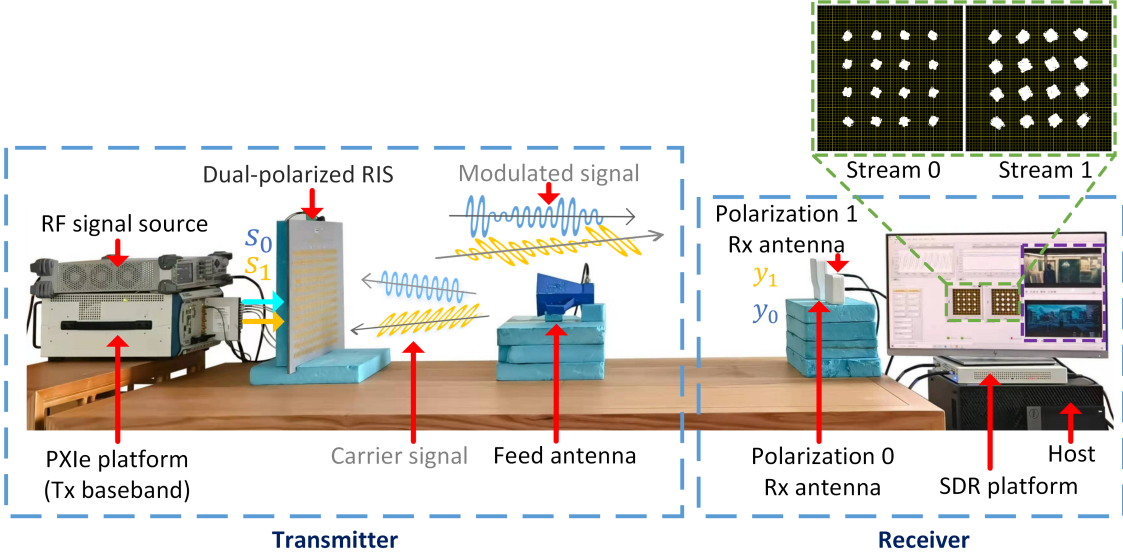 Stream 0
Stream 1
Dual-polarized RIS
Modulated signal
RF signal source
Polarization 1
Rx antenna
s₀
s₁
y₁
y₀
PXIe platform
(Tx baseband)
Carrier signal
Feed antenna
Polarization 0
Rx antenna
SDR platform
Host
Transmitter
Receiver